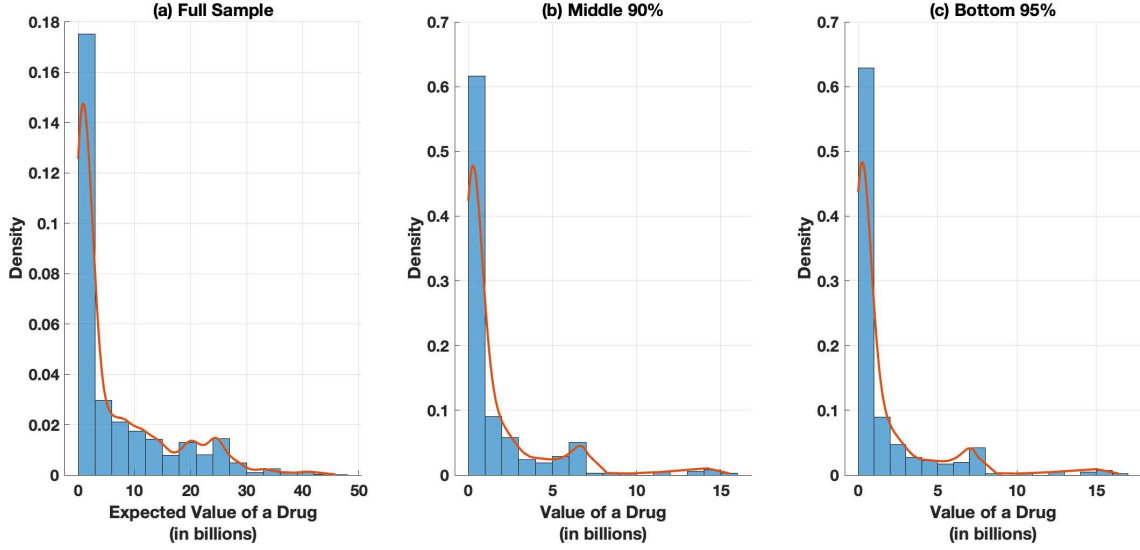 (a) Full Sample
0.18
0.16
0.14
0.12
0.1
0.08
0.06
0.04
0.02
0
Density
0 10 20 30 40 50
Expected Value of a Drug
(in billions)
(b) Middle 90%
0.7
0.6
0.5
0.4
0.3
0.2
0.1
0
Density
0 5 10 15
Value of a Drug
(in billions)
(c) Bottom 95%
0.7
0.6
0.5
0.4
0.3
0.2
0.1
0
Density
0 5 10 15
Value of a Drug
(in billions)